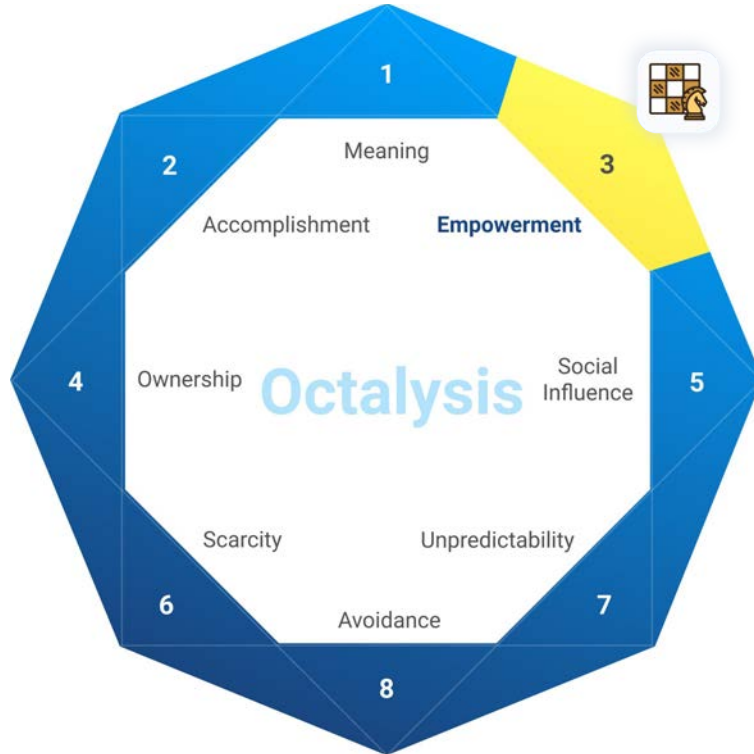 1
2
3
Meaning
Accomplishment
Empowerment
4
Ownership
Octalysis
Social
Influence
5
Scarcity
Unpredictability
6
7
Avoidance
8